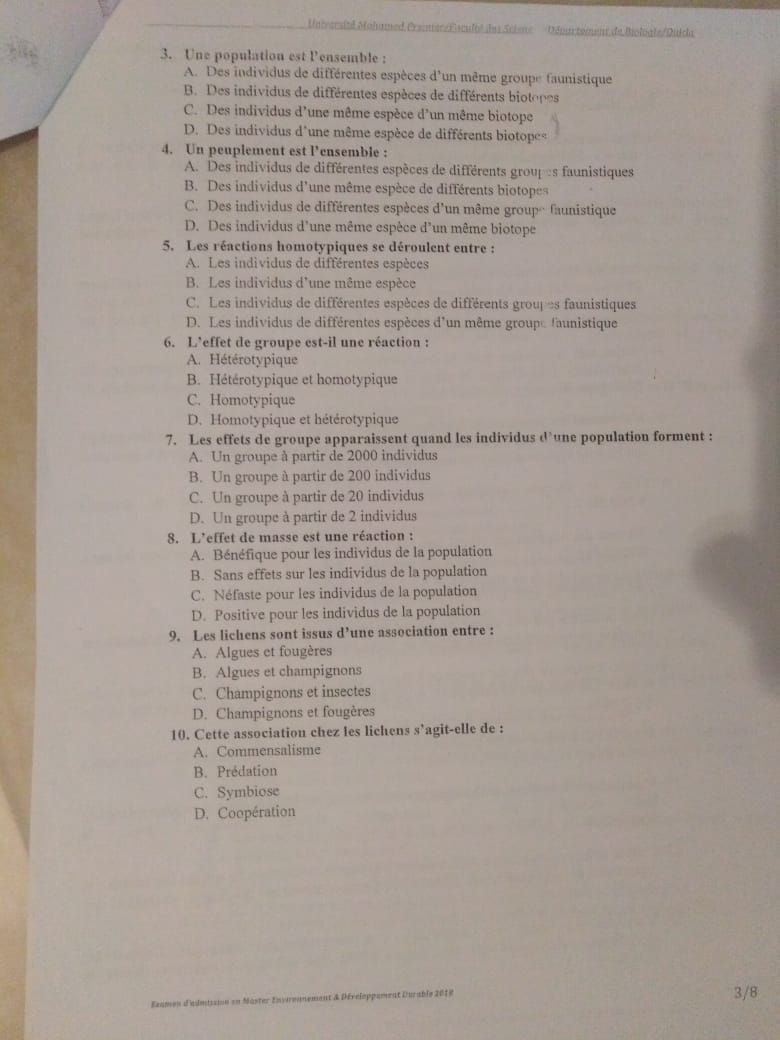 Université Mohamed Premier/Faculté des Scienc Département de Biologie/Oujda
3. Une population est l'ensemble :
A. Des individus de différentes espèces d'un même groupe faunistique
B. Des individus de différentes espèces de différents biotopes
C. Des individus d'une même espèce d'un même biotope
D. Des individus d'une même espèce de différents biotopes
4. Un peuplement est l'ensemble :
A. Des individus de différentes espèces de différents groupes faunistiques
B. Des individus d'une même espèce de différents biotopes
C. Des individus de différentes espèces d'un même groupe faunistique
D. Des individus d'une même espèce d'un même biotope
5. Les réactions homotypiques se déroulent entre :
A. Les individus de différentes espèces
B. Les individus d'une même espèce
C. Les individus de différentes espèces de différents groupes faunistiques
D. Les individus de différentes espèces d'un même groupe faunistique
6. L'effet de groupe est-il une réaction :
A. Hétérotypique
B. Hétérotypique et homotypique
C. Homotypique
D. Homotypique et hétérotypique
7. Les effets de groupe apparaissent quand les individus d'une population forment :
A. Un groupe à partir de 2000 individus
B. Un groupe à partir de 200 individus
C. Un groupe à partir de 20 individus
D. Un groupe à partir de 2 individus
8. L'effet de masse est une réaction :
A. Bénéfique pour les individus de la population
B. Sans effets sur les individus de la population
C. Néfaste pour les individus de la population
D. Positive pour les individus de la population
9. Les lichens sont issus d'une association entre :
A. Algues et fougères
B. Algues et champignons
C. Champignons et insectes
D. Champignons et fougères
10. Cette association chez les lichens s'agit-elle de :
A. Commensalisme
B. Prédation
C. Symbiose
D. Coopération
Examen d'admission en Master Environnement & Développement Durable 2018
3/8